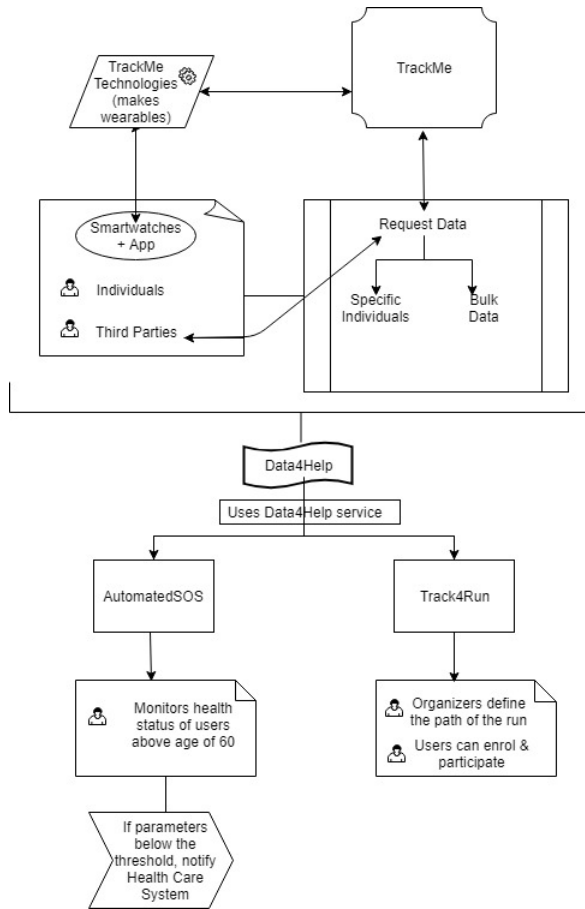 TrackMe
Technologies
(makes
wearables)
TrackMe
Smartwatches
+ App
Individuals
Third Parties
Request Data
Specific
Individuals
Bulk
Data
Data4Help
Uses Data4Help service
AutomatedSOS
Track4Run
Monitors health
status of users
above age of 60
Organizers define
the path of the run
Users can enrol &
participate
If parameters
below the
threshold, notify
Health Care
System